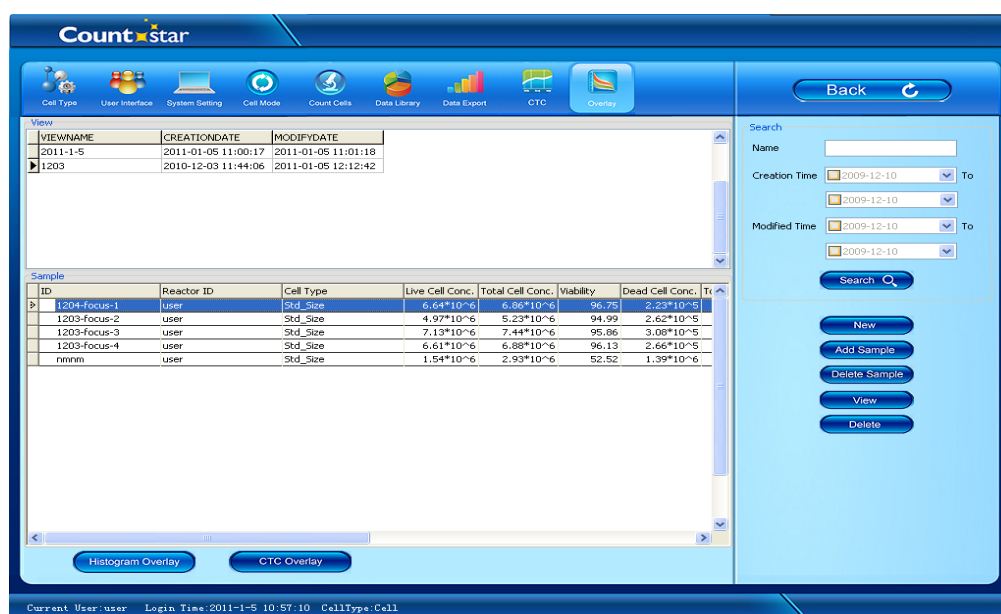 Countstar
Cell Type User Interface System Setting Cell Mode Count Cells Data Library Data Export CTC Overlay
Back
View
VIEWNAME CREATIONDATE MODIFYDATE
2011-1-5 2011-01-05 11:00:17 2011-01-05 11:01:18
1203 2010-12-03 11:44:06 2011-01-05 12:12:42
Search
Name
Creation Time 2009-12-10 To
2009-12-10
Modified Time 2009-12-10 To
2009-12-10
Search
Sample
ID Reactor ID Cell Type Live Cell Conc. Total Cell Conc. Viability Dead Cell Conc.
1204-focus-1 user Std_Size 6.64*10^6 6.86*10^6 96.75 2.23*10^5
1203-focus-2 user Std_Size 4.97*10^6 5.23*10^6 94.99 2.62*10^5
1203-focus-3 user Std_Size 7.13*10^6 7.44*10^6 95.86 3.08*10^5
1203-focus-4 user Std_Size 6.61*10^6 6.88*10^6 96.13 2.66*10^5
nmnm user Std_Size 1.54*10^6 2.93*10^6 52.52 1.39*10^6
New
Add Sample
Delete Sample
View
Delete
Histogram Overlay CTC Overlay
Current User:user Login Time:2011-1-5 10:57:10 CellType:Cell